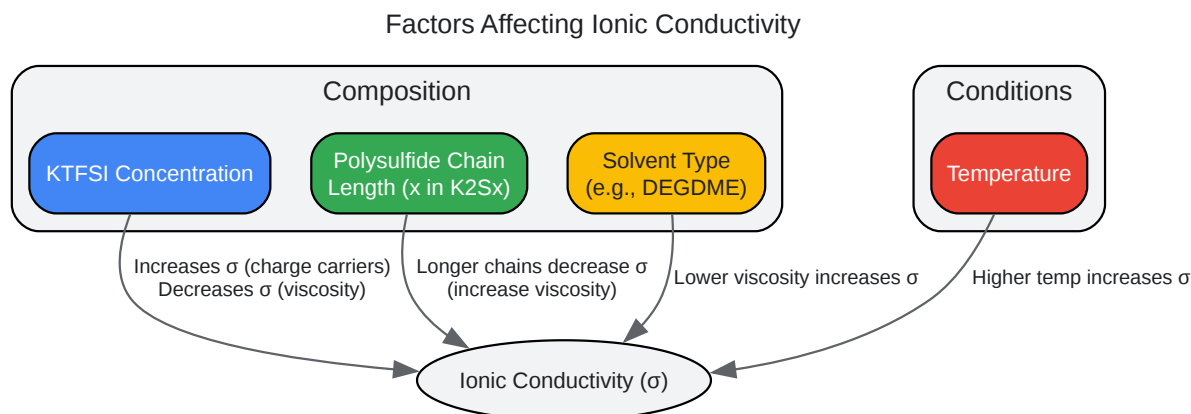 Factors Affecting Ionic Conductivity
Composition
Conditions
KTFSI Concentration
Polysulfide Chain
Length (x in K2Sx)
Solvent Type
(e.g., DEGDME)
Temperature
Increases σ (charge carriers)
Decreases σ (viscosity)
Longer chains decrease σ
(increase viscosity)
Lower viscosity increases σ
Higher temp increases σ
Ionic Conductivity (σ)